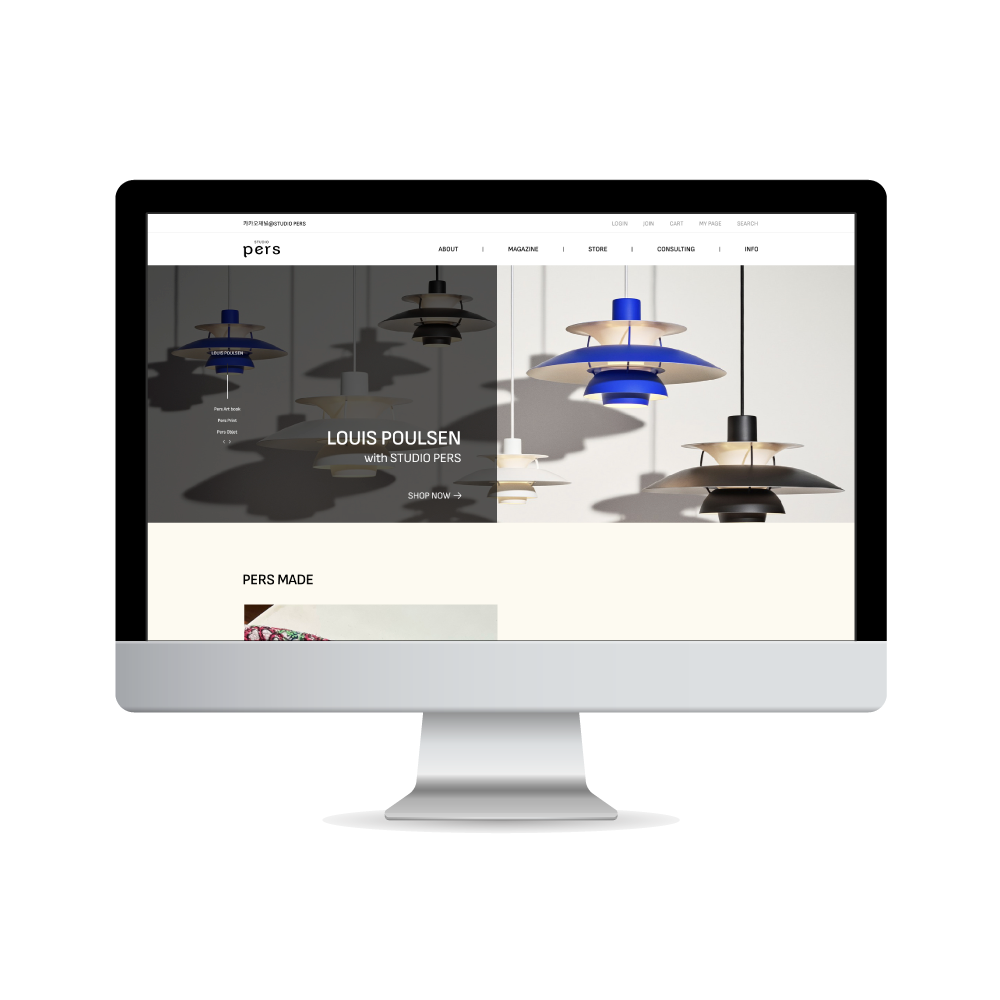 카카오채널@STUDIO PERS
LOGIN JOIN CART MY PAGE SEARCH
STUDIO
pers
ABOUT | MAGAZINE | STORE | CONSULTING | INFO
LOUIS POULSEN
Pers Art book
Pers Print
Pers Objet
< >
LOUIS POULSEN
with STUDIO PERS
SHOP NOW →
PERS MADE